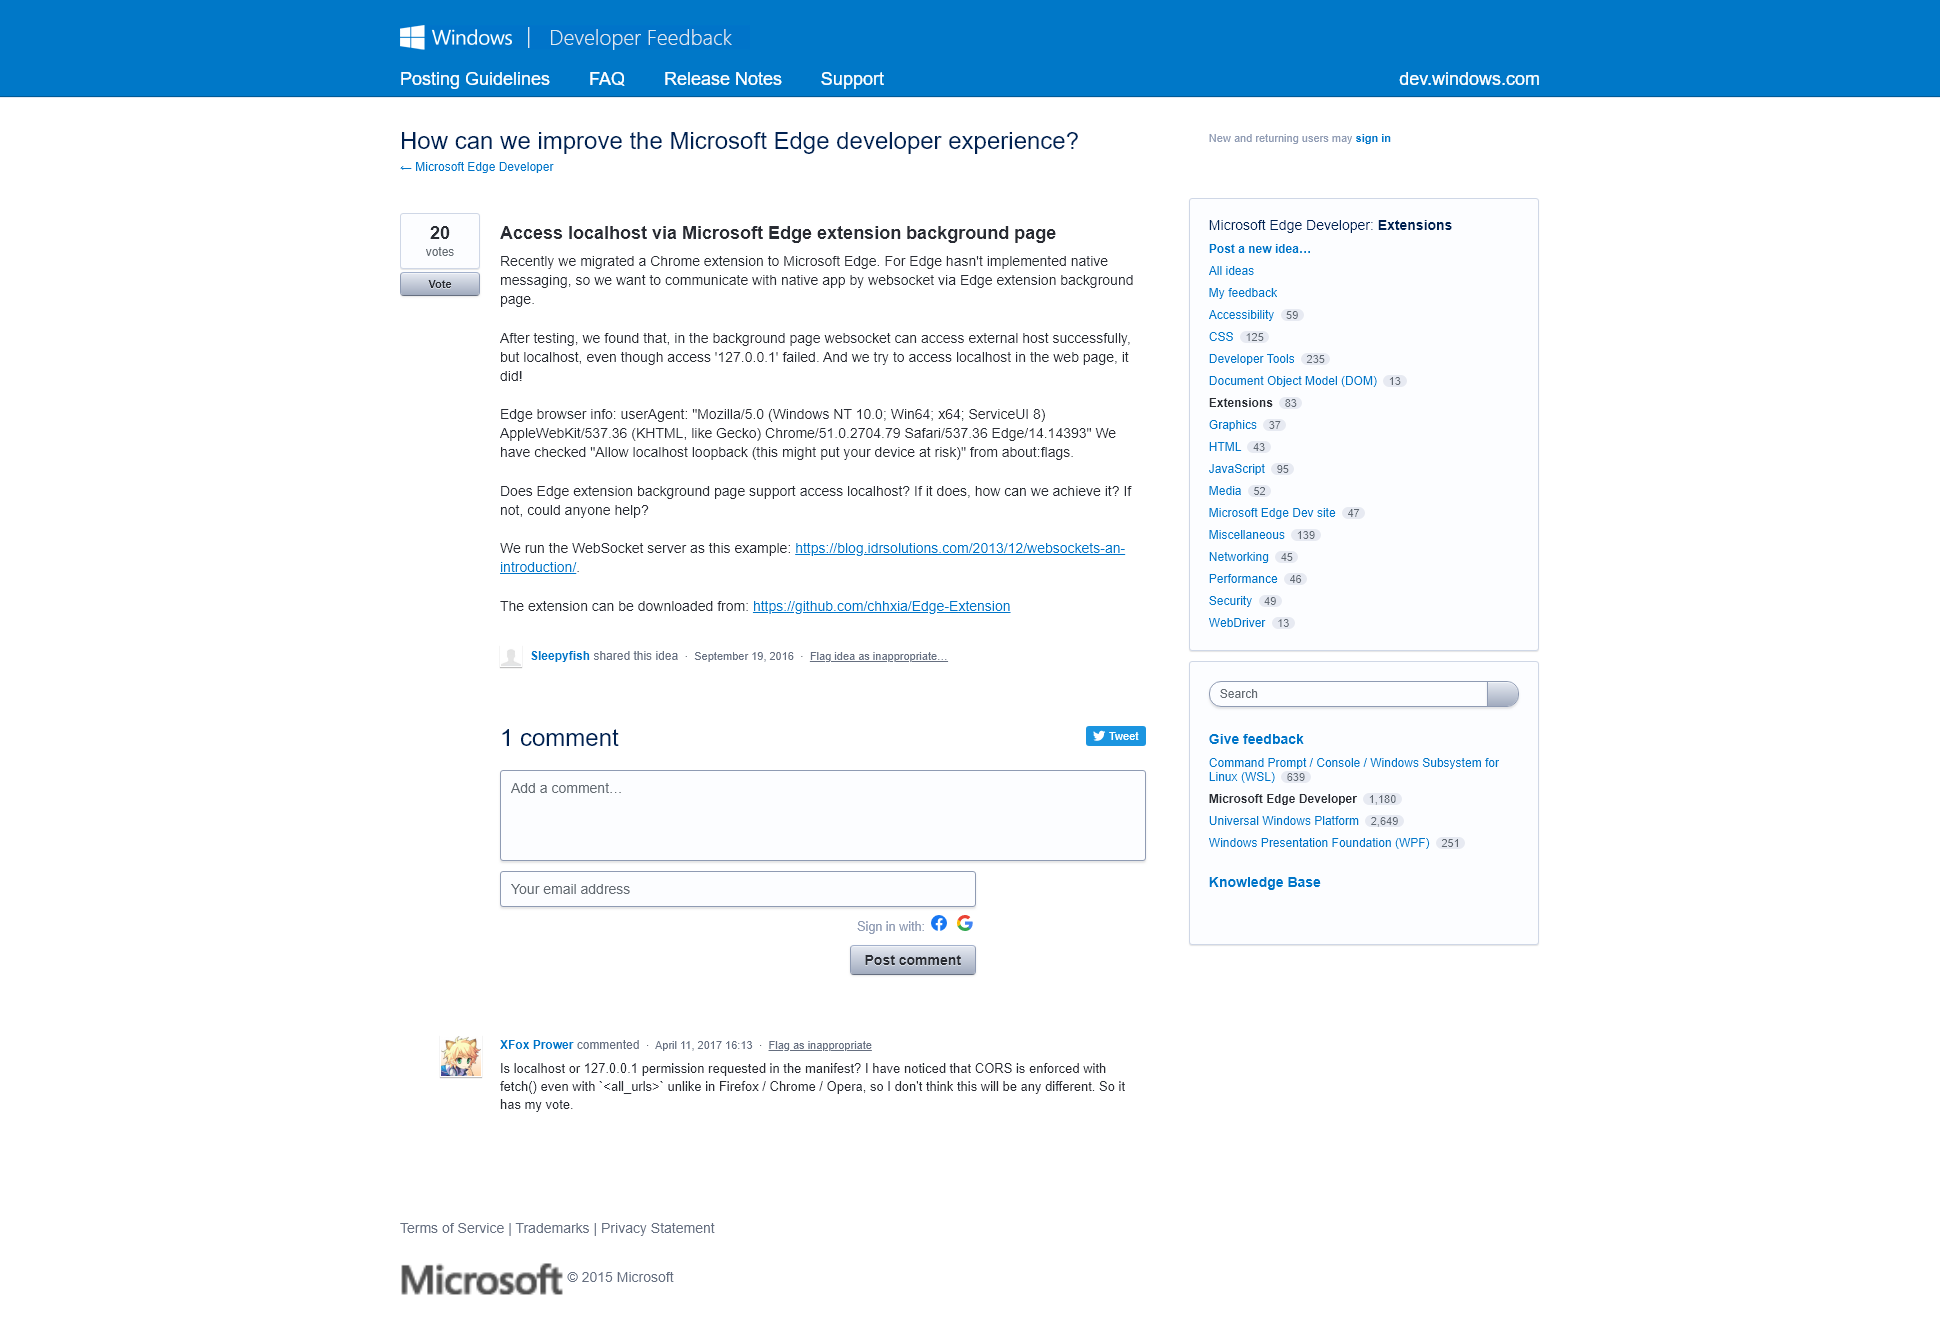 Windows | Developer Feedback
Posting Guidelines FAQ Release Notes Support dev.windows.com
How can we improve the Microsoft Edge developer experience?
← Microsoft Edge Developer
New and returning users may sign in
20
votes
Vote
Access localhost via Microsoft Edge extension background page
Recently we migrated a Chrome extension to Microsoft Edge. For Edge hasn't implemented native
messaging, so we want to communicate with native app by websocket via Edge extension background
page.
After testing, we found that, in the background page websocket can access external host successfully,
but localhost, even though access '127.0.0.1' failed. And we try to access localhost in the web page, it
did!
Edge browser info: userAgent: "Mozilla/5.0 (Windows NT 10.0; Win64; x64; ServiceUI 8)
AppleWebKit/537.36 (KHTML, like Gecko) Chrome/51.0.2704.79 Safari/537.36 Edge/14.14393" We
have checked "Allow localhost loopback (this might put your device at risk)" from about:flags.
Does Edge extension background page support access localhost? If it does, how can we achieve it? If
not, could anyone help?
We run the WebSocket server as this example: https://blog.idrsolutions.com/2013/12/websockets-an-
introduction/.
The extension can be downloaded from: https://github.com/chhxia/Edge-Extension
Sleepyfish shared this idea · September 19, 2016 · Flag idea as inappropriate…
1 comment
Tweet
Add a comment…
Your email address
Sign in with:
Post comment
XFox Prower commented · April 11, 2017 16:13 · Flag as inappropriate
Is localhost or 127.0.0.1 permission requested in the manifest? I have noticed that CORS is enforced with
fetch() even with `<all_urls>` unlike in Firefox / Chrome / Opera, so I don't think this will be any different. So it
has my vote.
Microsoft Edge Developer: Extensions
Post a new idea…
All ideas
My feedback
Accessibility 59
CSS 125
Developer Tools 235
Document Object Model (DOM) 13
Extensions 83
Graphics 37
HTML 43
JavaScript 95
Media 52
Microsoft Edge Dev site 47
Miscellaneous 139
Networking 45
Performance 46
Security 49
WebDriver 13
Search
Give feedback
Command Prompt / Console / Windows Subsystem for
Linux (WSL) 639
Microsoft Edge Developer 1,180
Universal Windows Platform 2,649
Windows Presentation Foundation (WPF) 251
Knowledge Base
Terms of Service | Trademarks | Privacy Statement
Microsoft © 2015 Microsoft